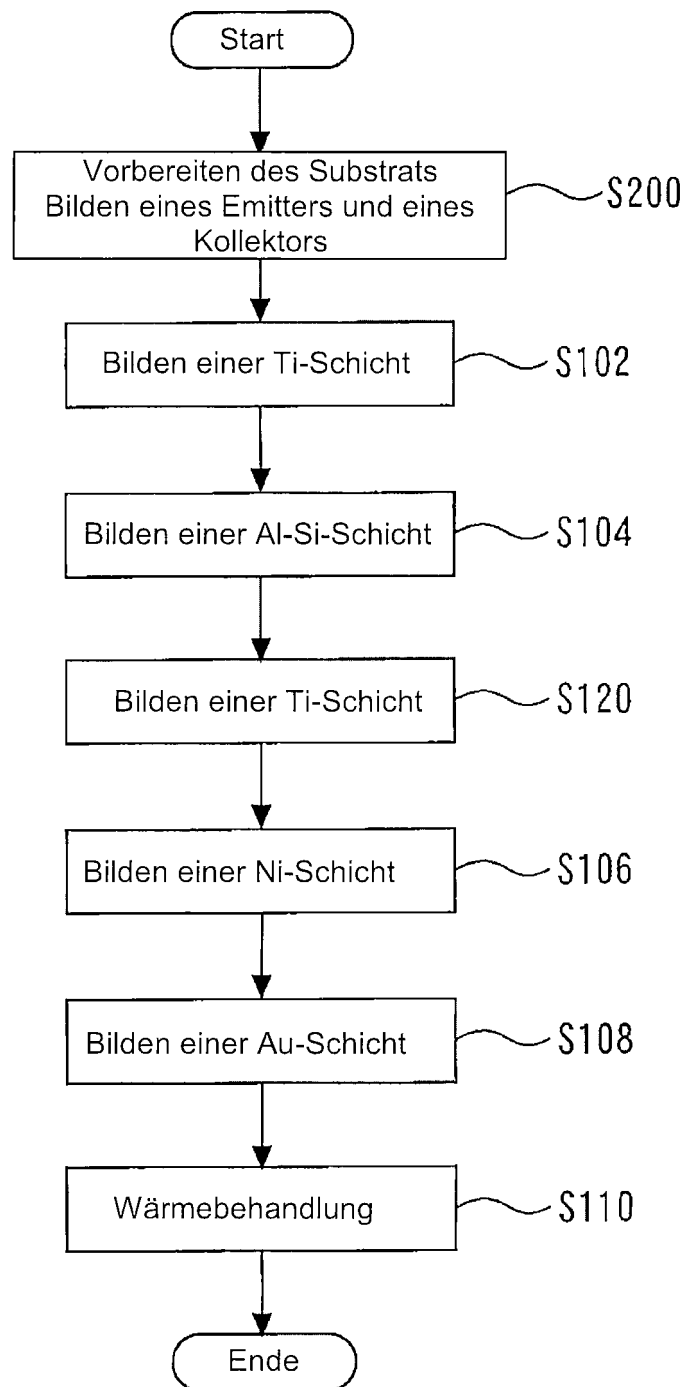 Start
Vorbereiten des Substrats
Bilden eines Emitters und eines
Kollektors
S200
Bilden einer Ti-Schicht
S102
Bilden einer Al-Si-Schicht
S104
Bilden einer Ti-Schicht
S120
Bilden einer Ni-Schicht
S106
Bilden einer Au-Schicht
S108
Wärmebehandlung
S110
Ende